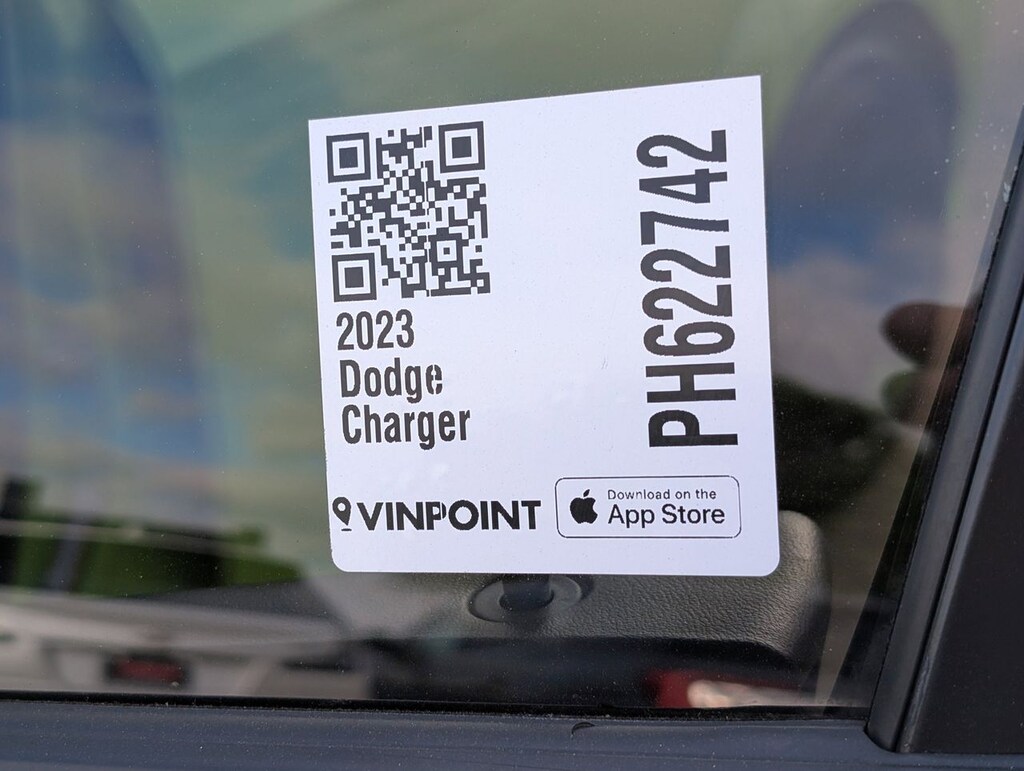 2023
Dodge
Charger
PH622742
VINPOINT
Download on the
App Store